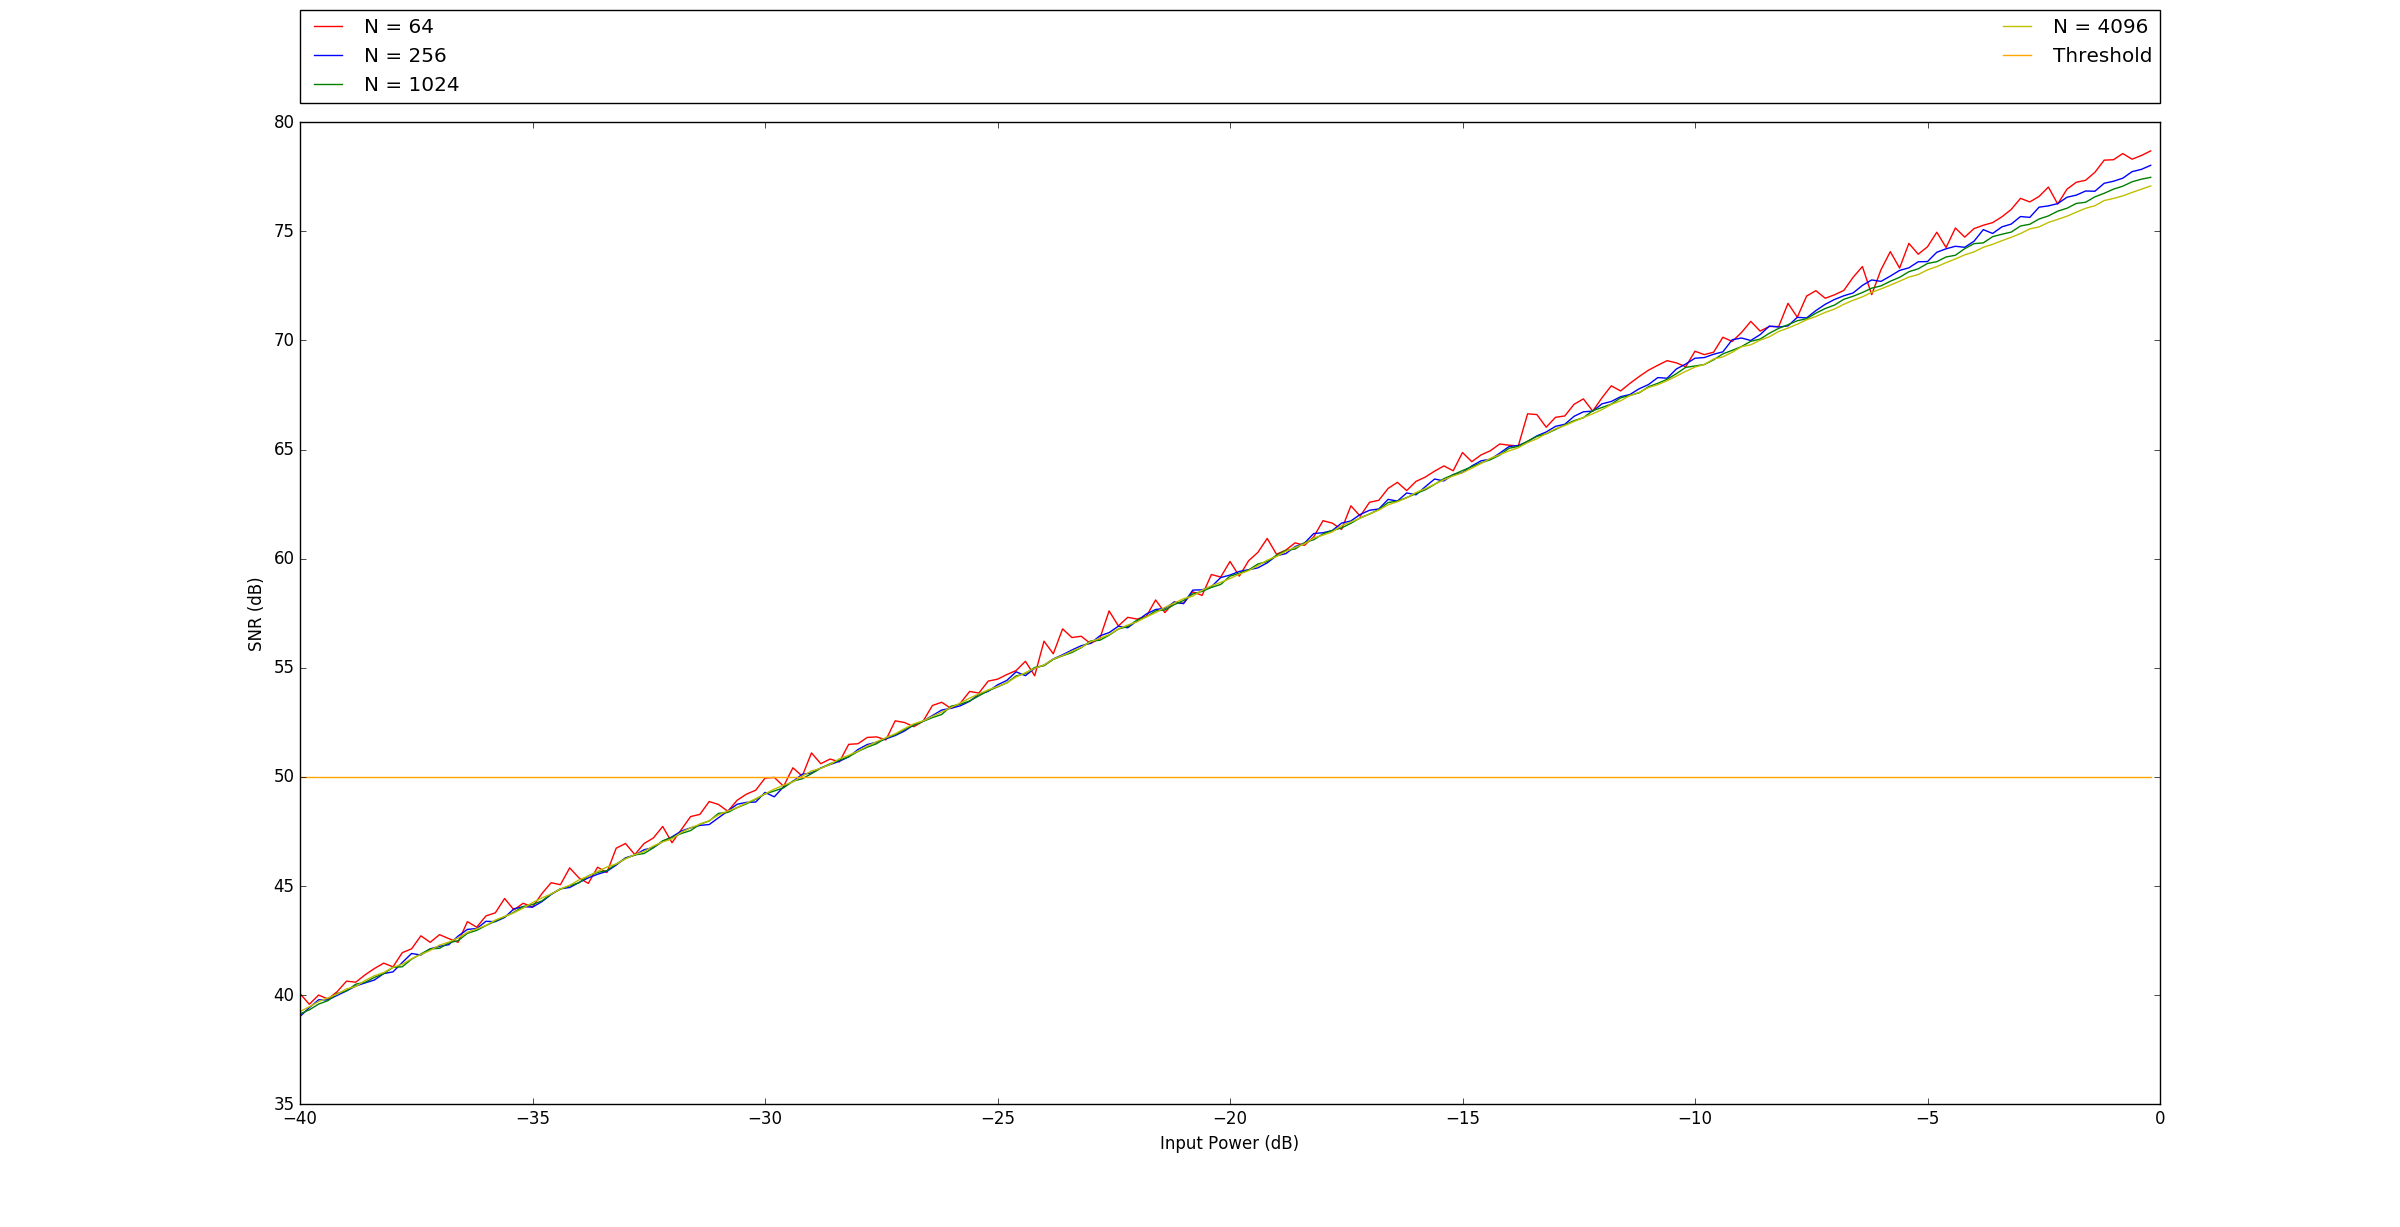 N = 64
N = 256
N = 1024
N = 4096
Threshold
80
75
70
65
60
55
50
45
40
35
SNR (dB)
−40
−35
−30
−25
−20
−15
−10
−5
0
Input Power (dB)